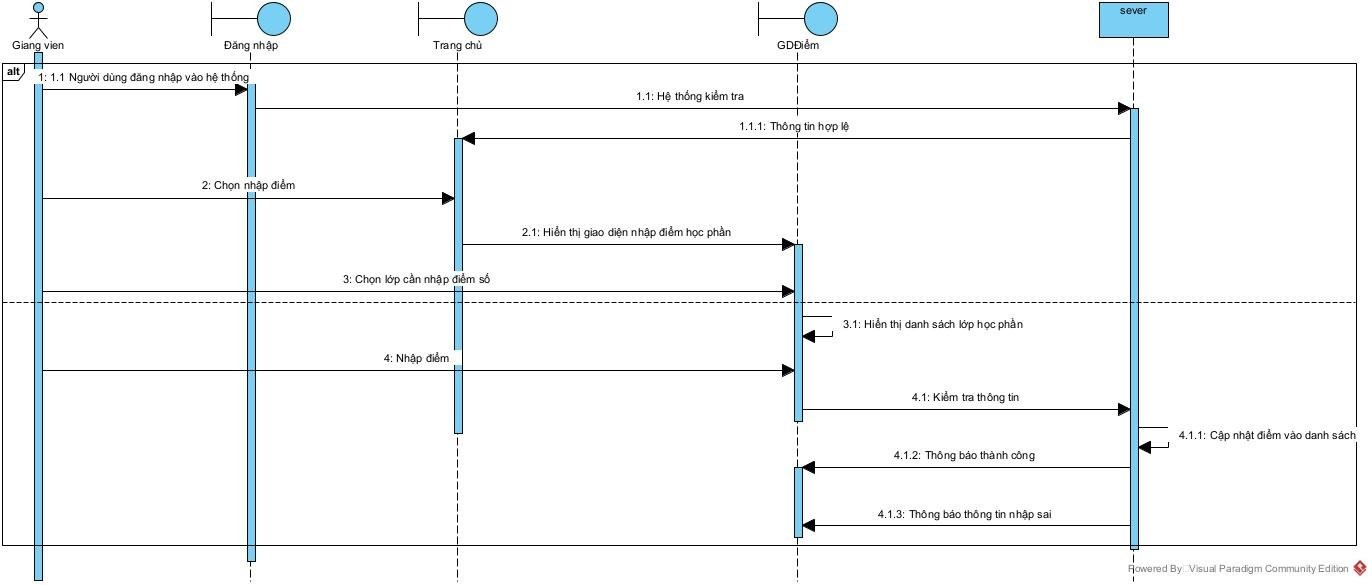 Giang vien
Đăng nhập
Trang chủ
GDĐiểm
sever
alt
1: 1.1 Người dùng đăng nhập vào hệ thống
1.1: Hệ thống kiểm tra
1.1.1: Thông tin hợp lệ
2: Chọn nhập điểm
2.1: Hiển thị giao diện nhập điểm học phần
3: Chọn lớp cần nhập điểm số
3.1: Hiển thị danh sách lớp học phần
4: Nhập điểm
4.1: Kiểm tra thông tin
4.1.1: Cập nhật điểm vào danh sách
4.1.2: Thông báo thành công
4.1.3: Thông báo thông tin nhập sai
Powered By Visual Paradigm Community Edition